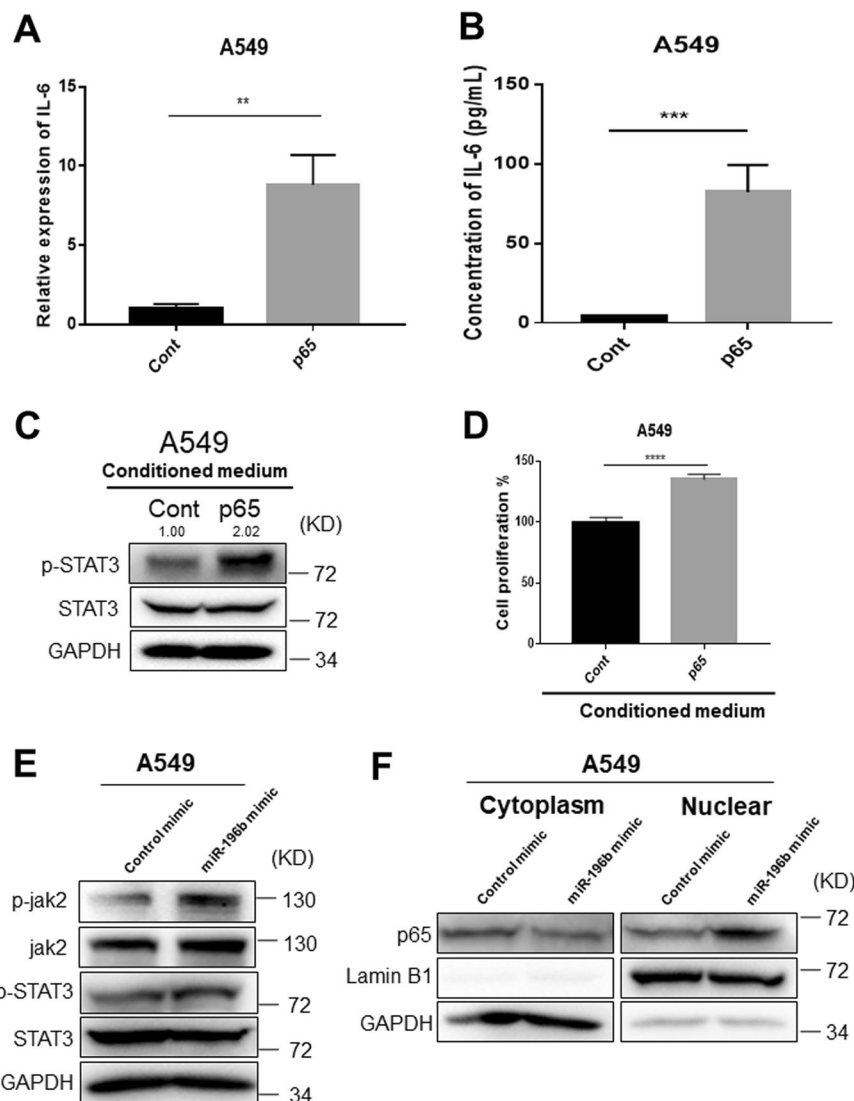 A
A549
Relative expression of IL-6
15
10
5
0
**
Cont
p65
B
A549
Concentration of IL-6 (pg/mL)
150
100
50
0
***
Cont
p65
C
A549
Conditioned medium
Cont p65
1.00 2.02
(KD)
p-STAT3
72
STAT3
72
GAPDH
34
D
A549
Cell proliferation %
150
100
50
0
****
Cont
p65
Conditioned medium
E
A549
Control mimic
miR-196b mimic
(KD)
p-jak2
130
jak2
130
p-STAT3
72
STAT3
72
GAPDH
34
F
A549
Cytoplasm Nuclear
Control mimic
miR-196b mimic
Control mimic
miR-196b mimic
(KD)
p65
72
Lamin B1
72
GAPDH
34